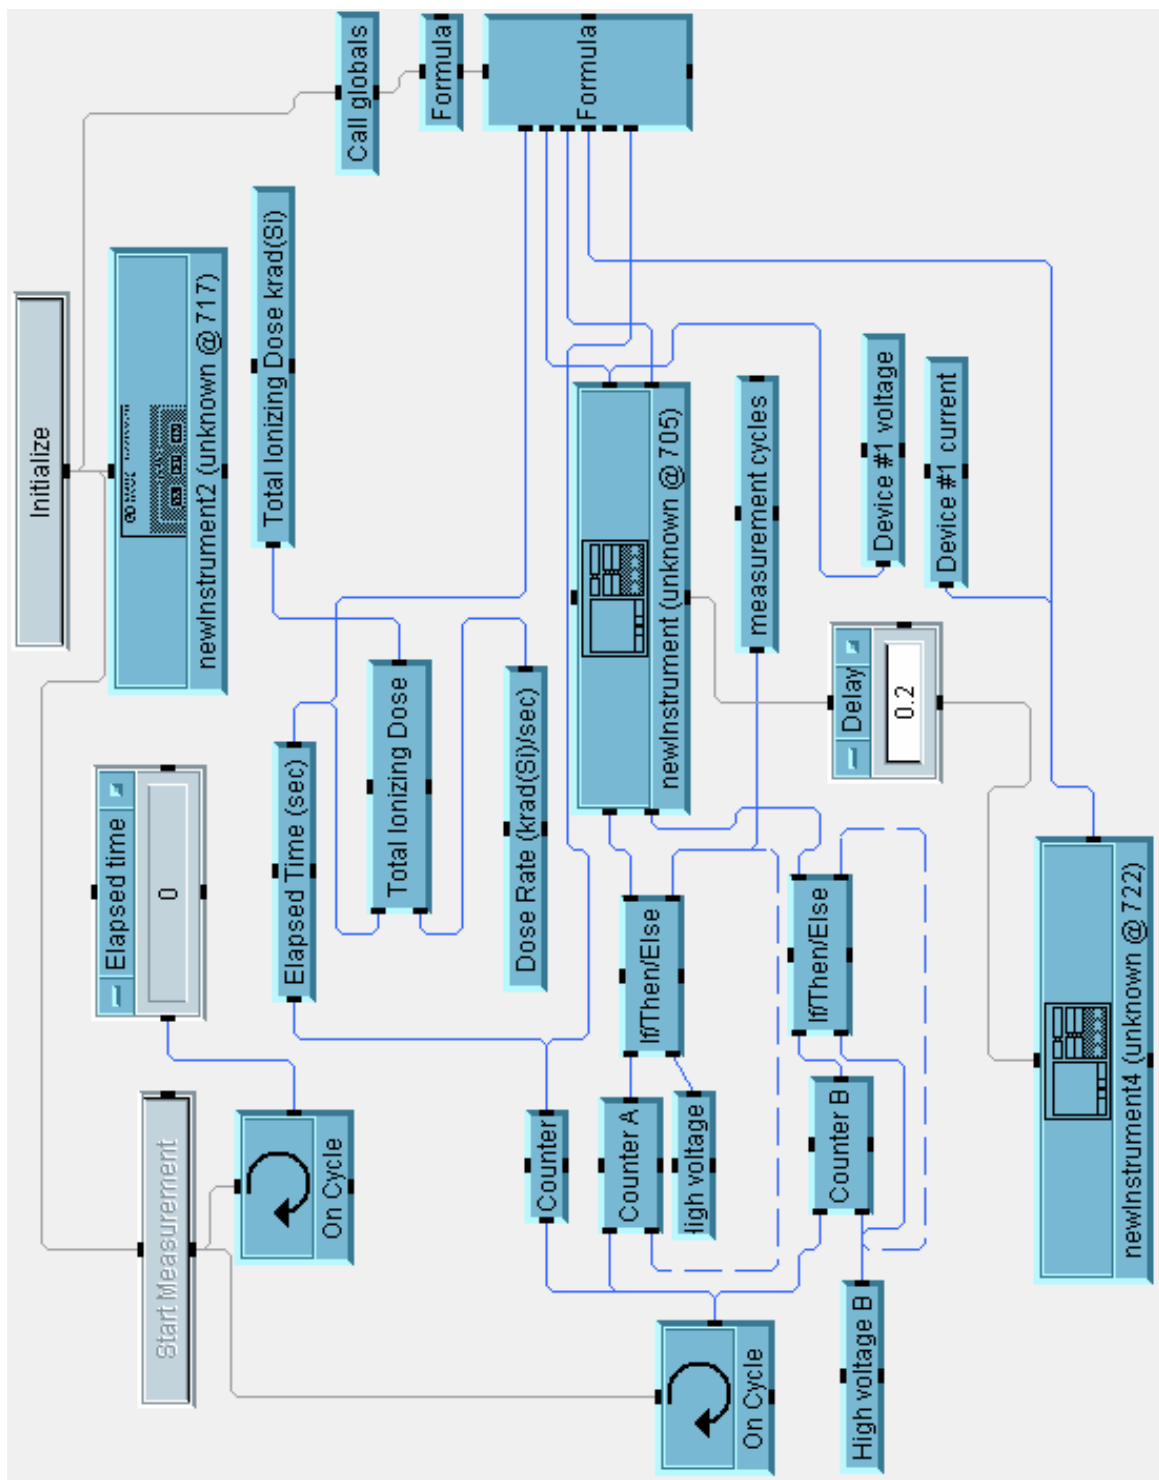 Initialize
newInstrument2 (unknown @ 717)
Call globals
Formula
Formula
Total Ionizing Dose krad(Si)
Start Measurement
Elapsed time
0
On Cycle
Elapsed Time (sec)
Total Ionizing Dose
Dose Rate (krad(Si)/sec)
Counter
Counter A
If/Then/Else
newInstrument (unknown @ 705)
measurement cycles
On Cycle
High voltage B
Counter B
If/Then/Else
Delay
0.2
Device #1 voltage
Device #1 current
newInstrument4 (unknown @ 722)
voltage